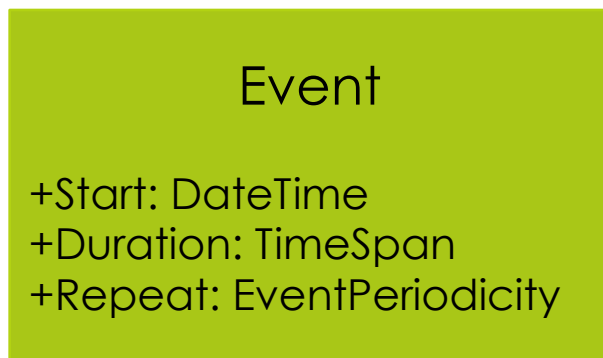 Event
+Start: DateTime
+Duration: TimeSpan
+Repeat: EventPeriodicity